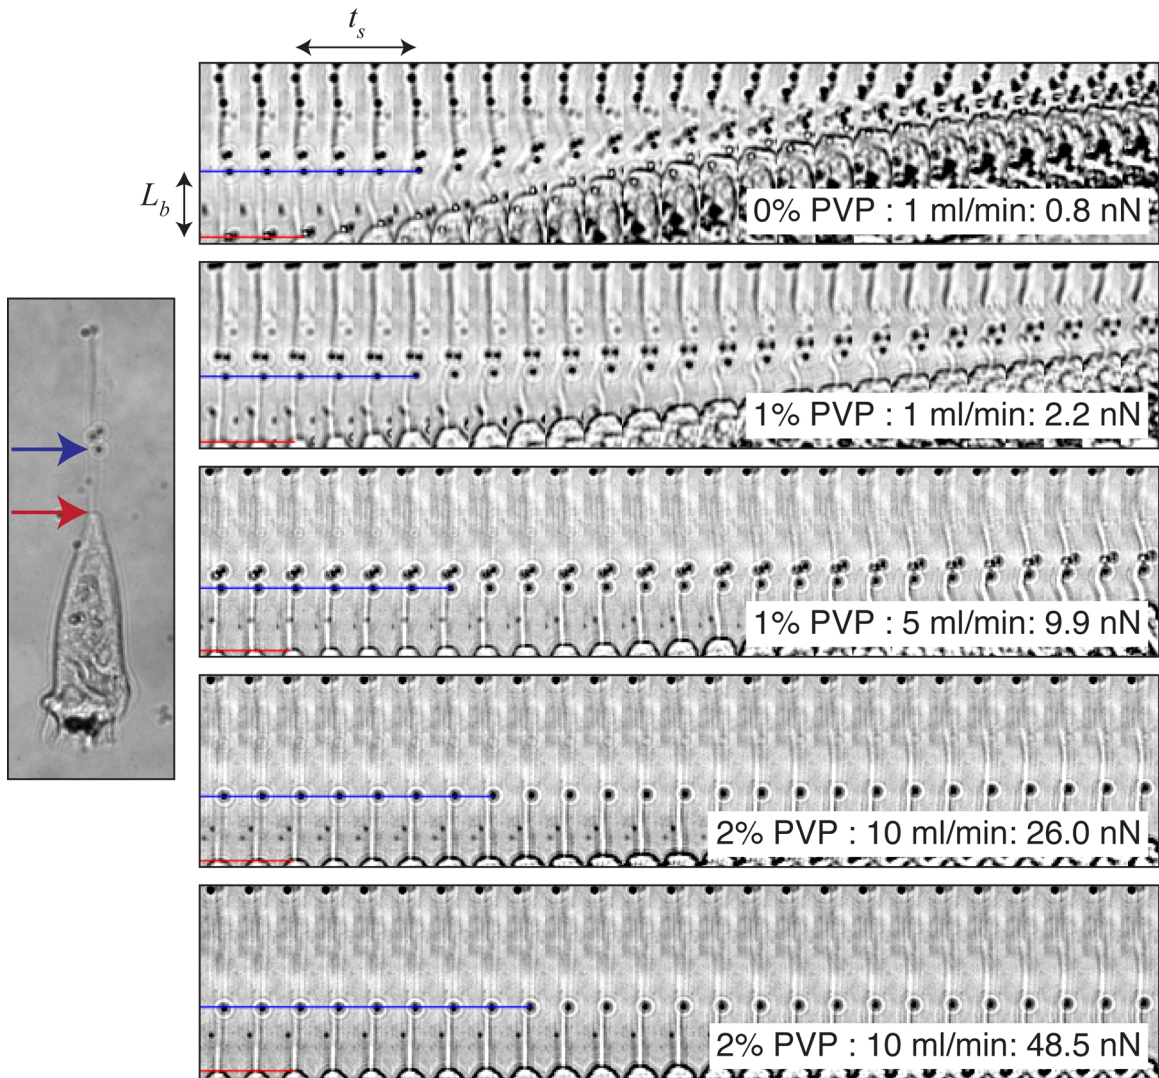 t_s
L_b
0% PVP : 1 ml/min: 0.8 nN
1% PVP : 1 ml/min: 2.2 nN
1% PVP : 5 ml/min: 9.9 nN
2% PVP : 10 ml/min: 26.0 nN
2% PVP : 10 ml/min: 48.5 nN